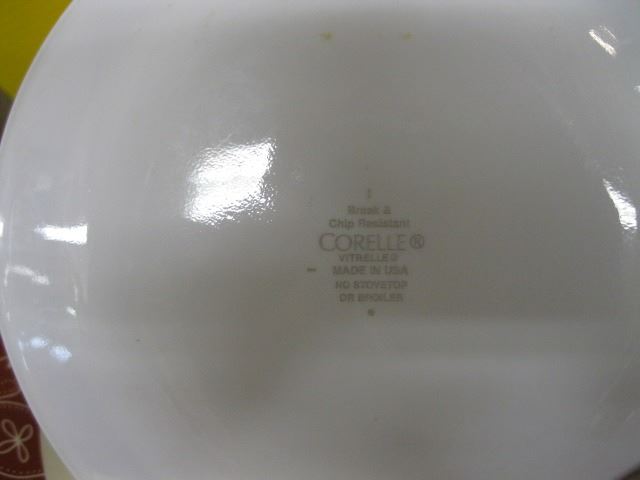 Break &
Chip Resistant
CORELLE®
VITRELLE®
MADE IN USA
NO STOVETOP
OR BROILER